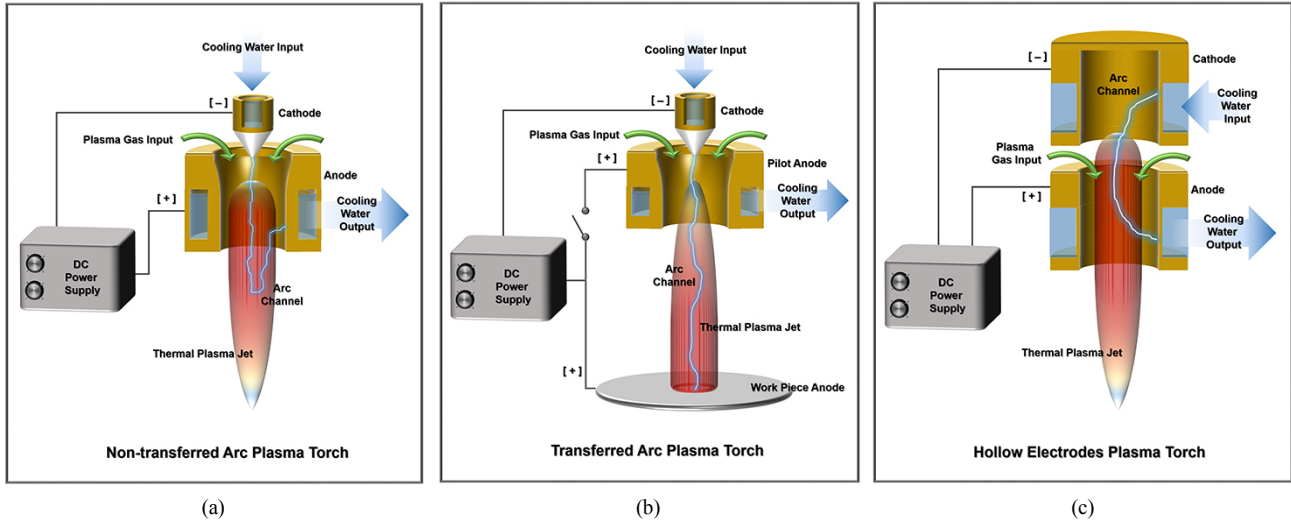 Cooling Water Input
[-]
Cathode
Plasma Gas Input
Anode
[+]
Cooling
Water
Output
DC
Power
Supply
Arc
Channel
Thermal Plasma Jet
Non-transferred Arc Plasma Torch
(a)
Cooling Water Input
[-]
Cathode
Plasma Gas Input
[+]
Pilot Anode
Cooling
Water
Output
DC
Power
Supply
Arc
Channel
Thermal Plasma Jet
[+]
Work Piece Anode
Transferred Arc Plasma Torch
(b)
[-]
Cathode
Arc
Channel
Cooling
Water
Input
Plasma
Gas Input
[+]
Anode
Cooling
Water
Output
DC
Power
Supply
Thermal Plasma Jet
Hollow Electrodes Plasma Torch
(c)